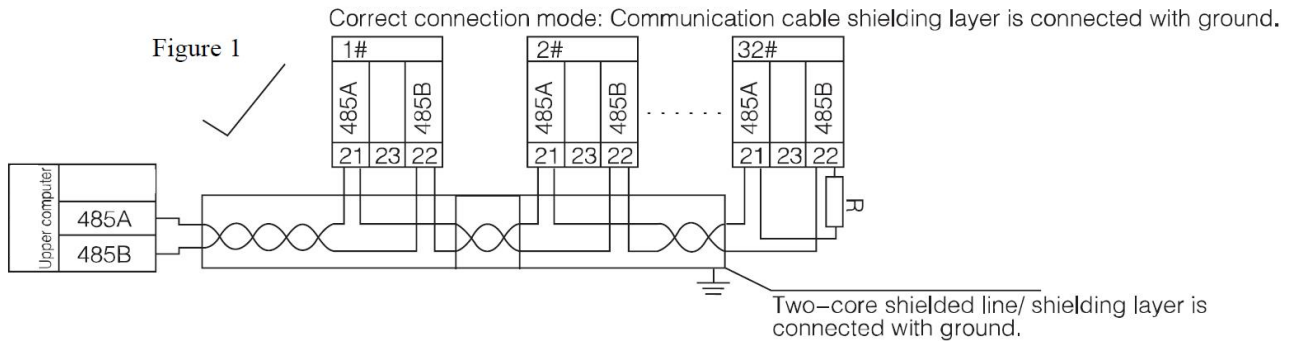 Correct connection mode: Communication cable shielding layer is connected with ground.
Figure 1
1#
2#
32#
485A
485B
485A
485B
. . . . . . .
485A
485B
21 23 22
21 23 22
21 23 22
R
Upper computer
485A
485B
Two-core shielded line/ shielding layer is
connected with ground.